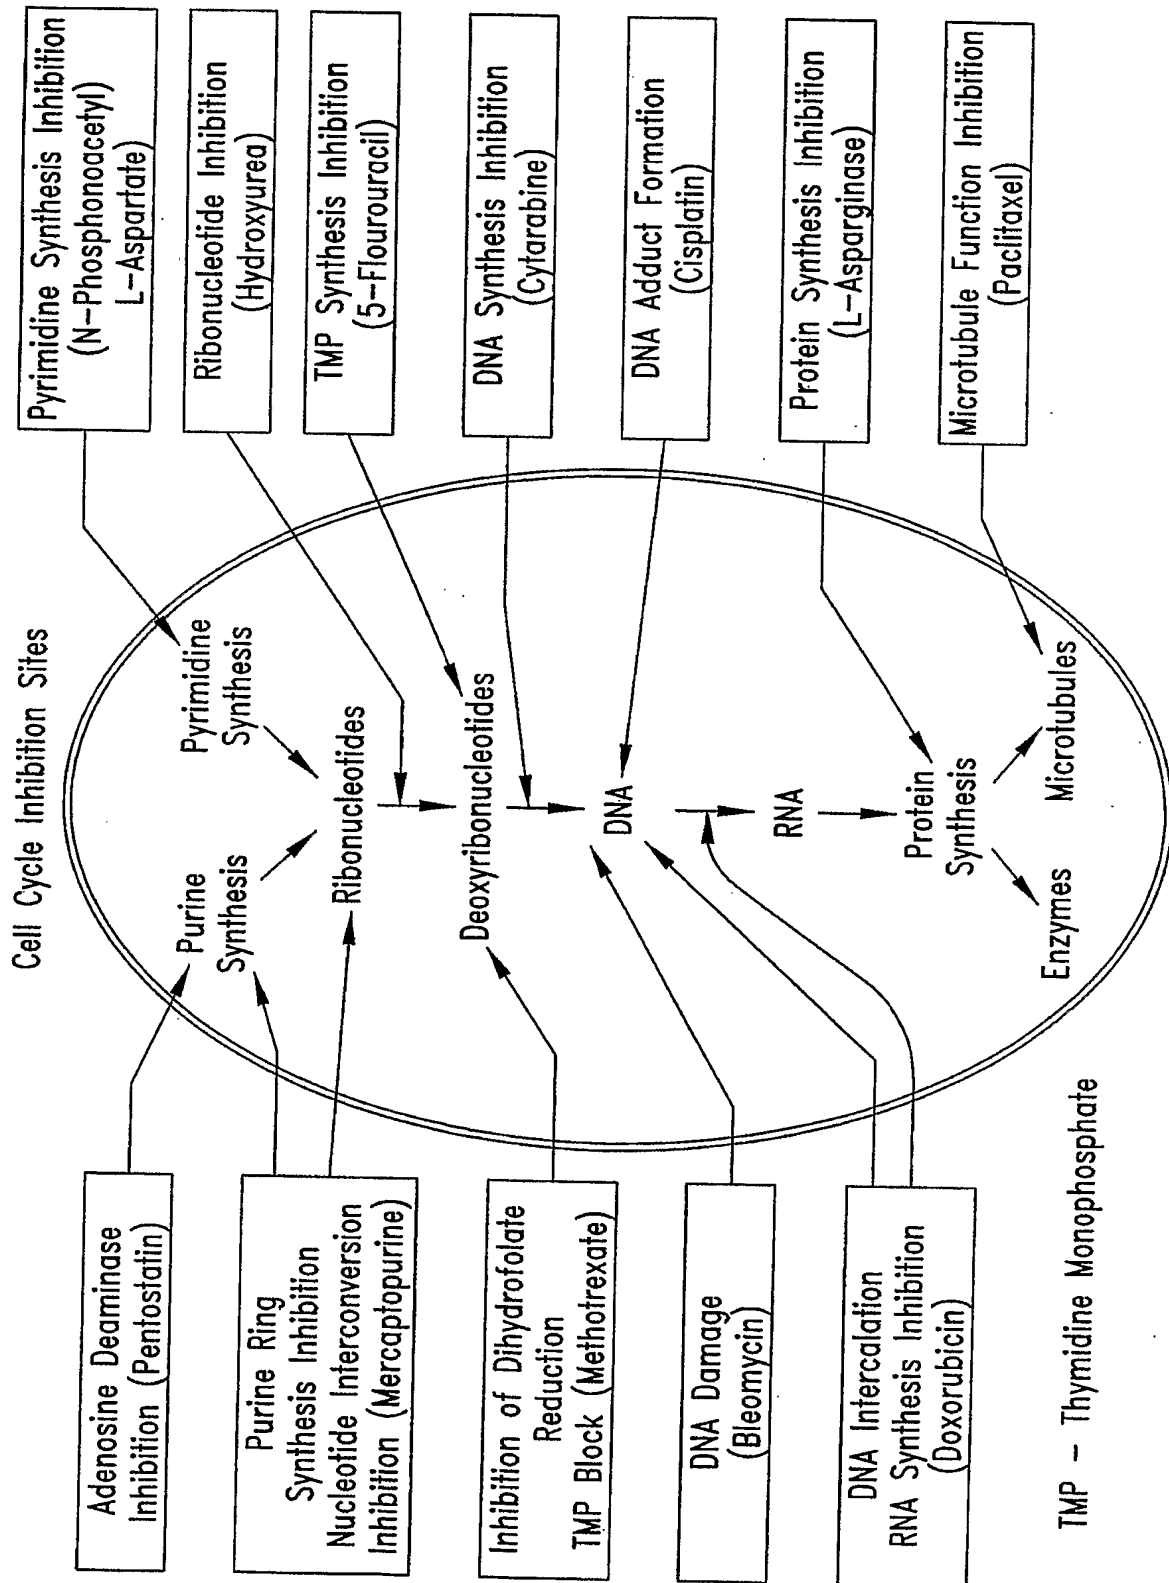 Cell Cycle Inhibition Sites
Adenosine Deaminase
Inhibition (Pentostatin)
Purine Ring
Synthesis Inhibition
Nucleotide Interconversion
Inhibition (Mercaptopurine)
Inhibition of Dihydrofolate
Reduction
TMP Block (Methotrexate)
DNA Damage
(Bleomycin)
DNA Intercalation
RNA Synthesis Inhibition
(Doxorubicin)
Purine
Synthesis
Pyrimidine
Synthesis
Ribonucleotides
Deoxyribonucleotides
DNA
RNA
Protein
Synthesis
Enzymes
Microtubules
Pyrimidine Synthesis Inhibition
(N-Phosphonoacetyl)
L-Aspartate)
Ribonucleotide Inhibition
(Hydroxyurea)
TMP Synthesis Inhibition
(5-Flourouracil)
DNA Synthesis Inhibition
(Cytarabine)
DNA Adduct Formation
(Cisplatin)
Protein Synthesis Inhibition
(L-Asparginase)
Microtubule Function Inhibition
(Paclitaxel)
TMP – Thymidine Monophosphate